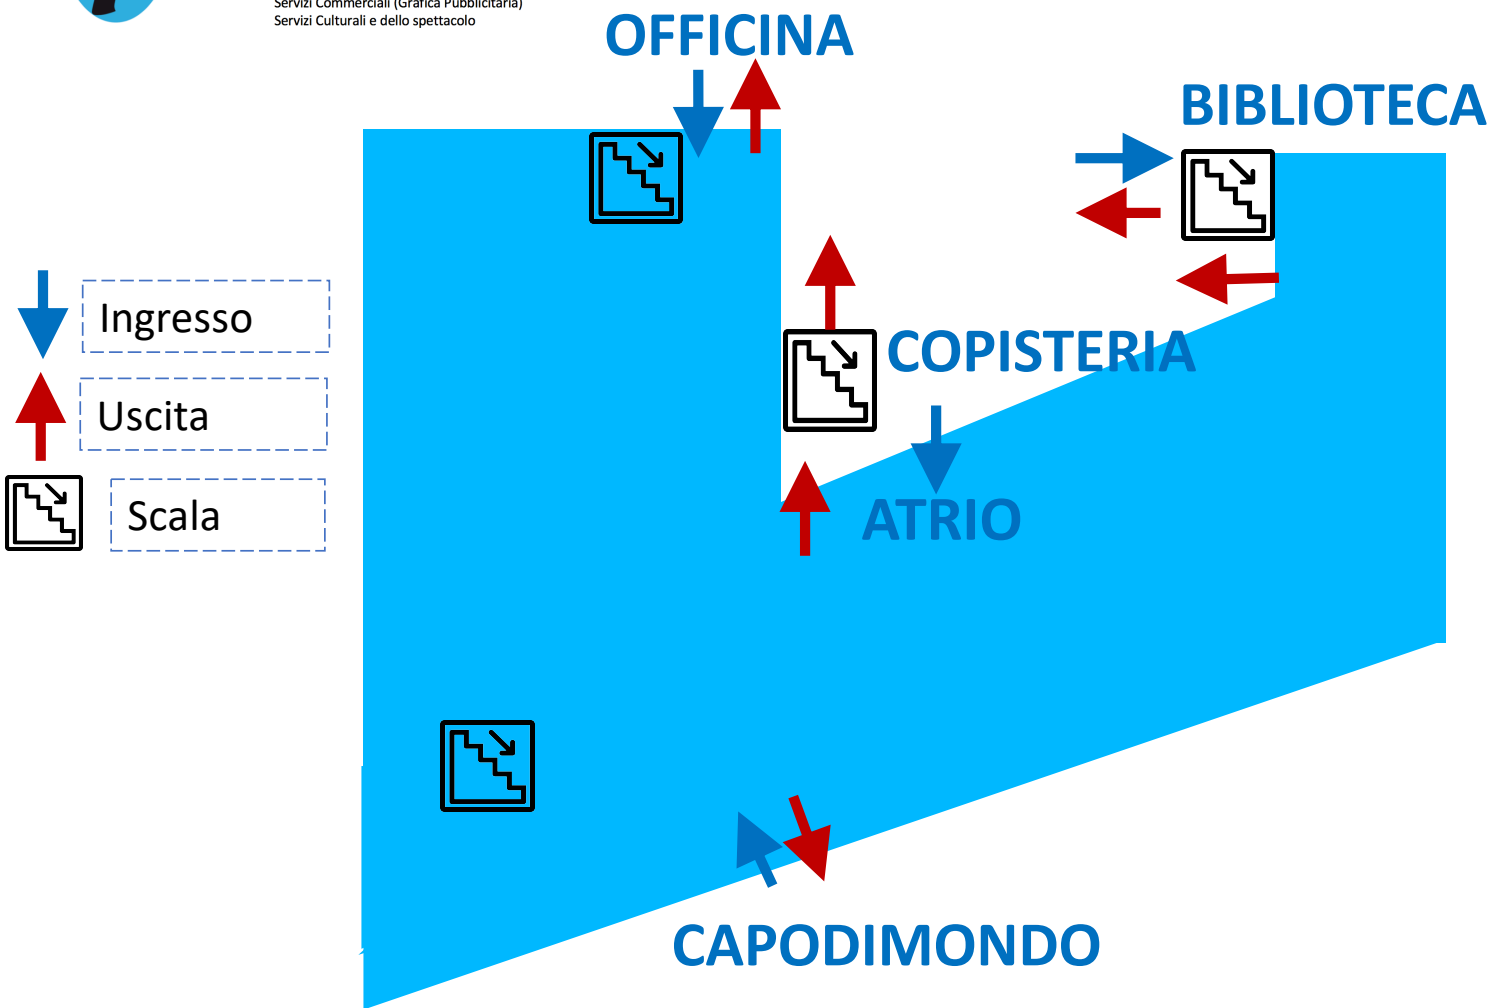 Servizi Commerciali (Grafica Pubblicitaria)
Servizi Culturali e dello spettacolo
OFFICINA
BIBLIOTECA
Ingresso
COPISTERIA
Uscita
ATRIO
Scala
CAPODIMONDO